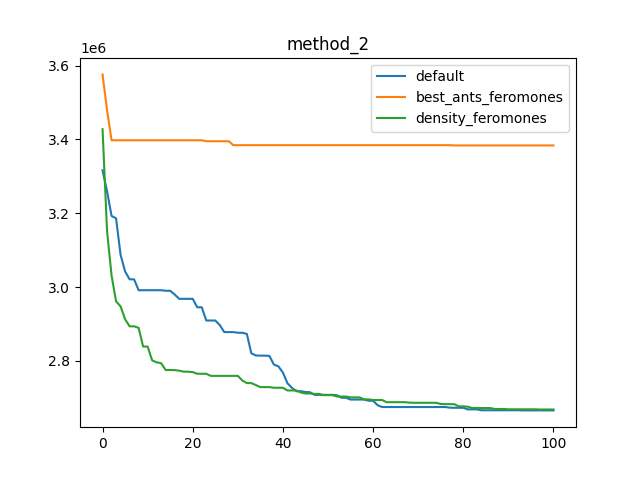 method_2
1e6
default
best_ants_feromones
density_feromones
3.6
3.4
3.2
3.0
2.8
0 20 40 60 80 100